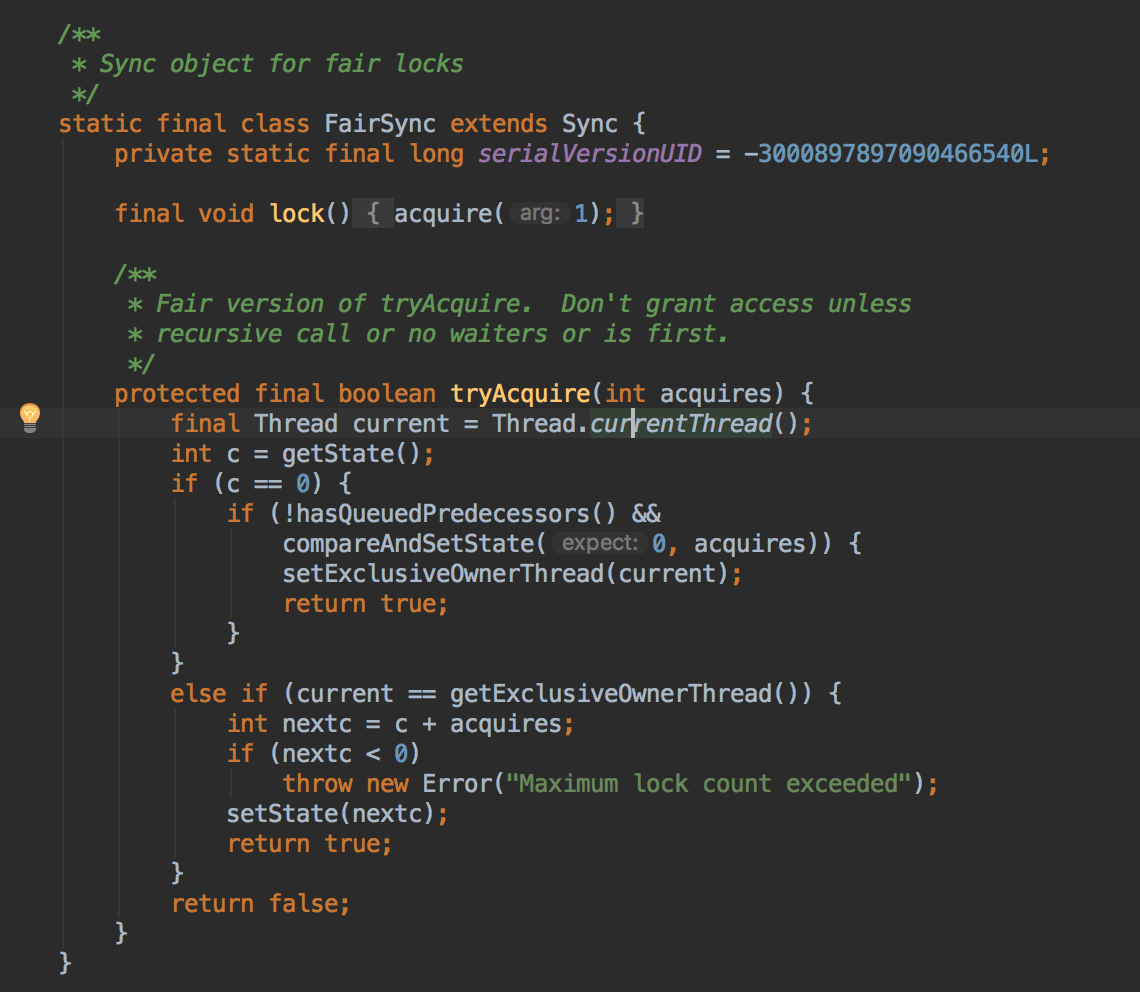 /**
 * Sync object for fair locks
 */
static final class FairSync extends Sync {
    private static final long serialVersionUID = -3000897897090466540L;

    final void lock() { acquire( arg: 1); }

    /**
     * Fair version of tryAcquire.  Don't grant access unless
     * recursive call or no waiters or is first.
     */
    protected final boolean tryAcquire(int acquires) {
        final Thread current = Thread.currentThread();
        int c = getState();
        if (c == 0) {
            if (!hasQueuedPredecessors() &&
                compareAndSetState( expect: 0, acquires)) {
                setExclusiveOwnerThread(current);
                return true;
            }
        }
        else if (current == getExclusiveOwnerThread()) {
            int nextc = c + acquires;
            if (nextc < 0)
                throw new Error("Maximum lock count exceeded");
            setState(nextc);
            return true;
        }
        return false;
    }
}